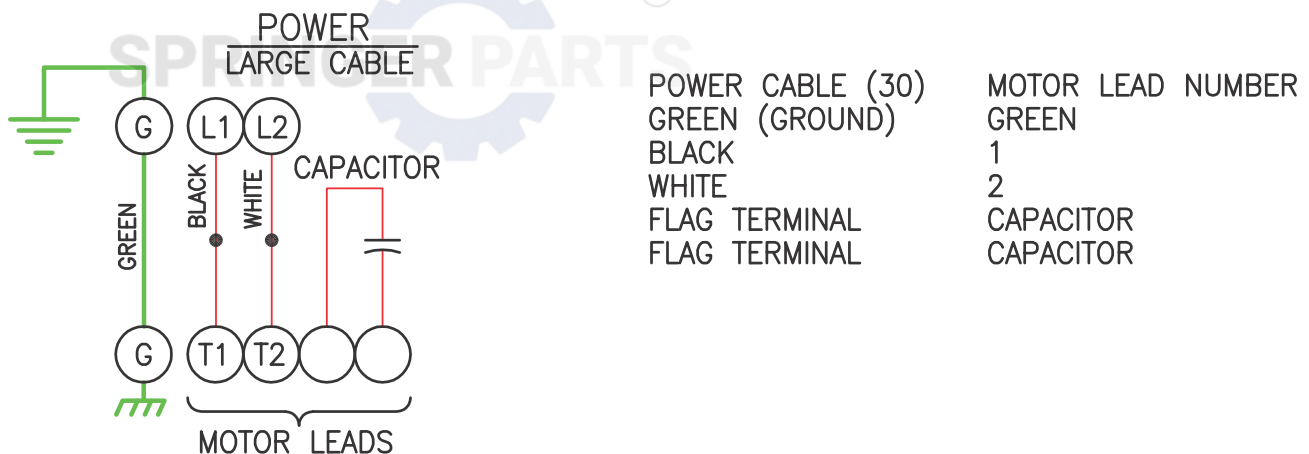 SPRINGER PARTS
POWER
LARGE CABLE
G
L1
L2
CAPACITOR
BLACK
WHITE
GREEN
G
T1
T2
MOTOR LEADS
POWER CABLE (30) MOTOR LEAD NUMBER
GREEN (GROUND) GREEN
BLACK 1
WHITE 2
FLAG TERMINAL CAPACITOR
FLAG TERMINAL CAPACITOR